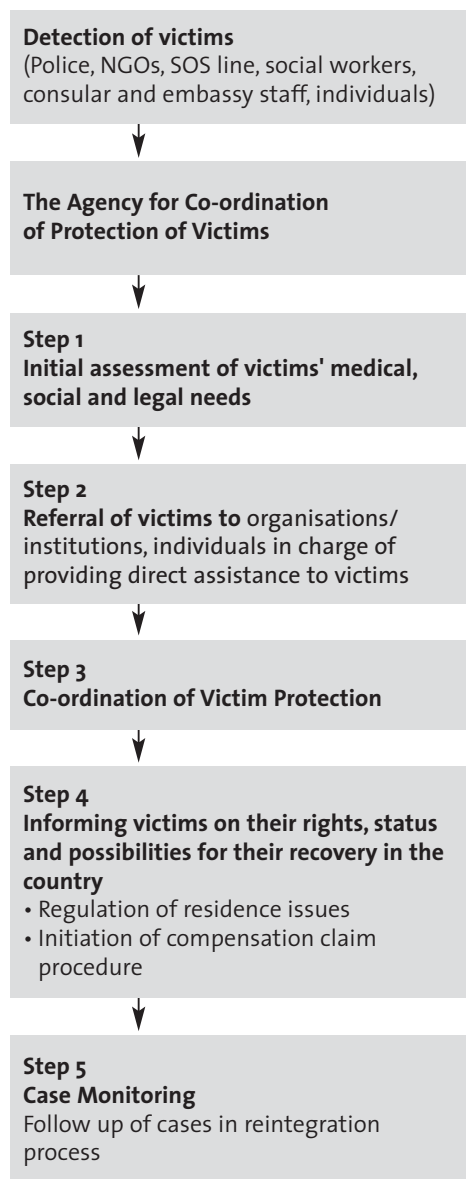 Detection of victims
(Police, NGOs, SOS line, social workers,
consular and embassy staff, individuals)
The Agency for Co-ordination
of Protection of Victims
Step 1
Initial assessment of victims' medical,
social and legal needs
Step 2
Referral of victims to organisations/
institutions, individuals in charge of
providing direct assistance to victims
Step 3
Co-ordination of Victim Protection
Step 4
Informing victims on their rights, status
and possibilities for their recovery in the
country
• Regulation of residence issues
• Initiation of compensation claim
procedure
Step 5
Case Monitoring
Follow up of cases in reintegration
process